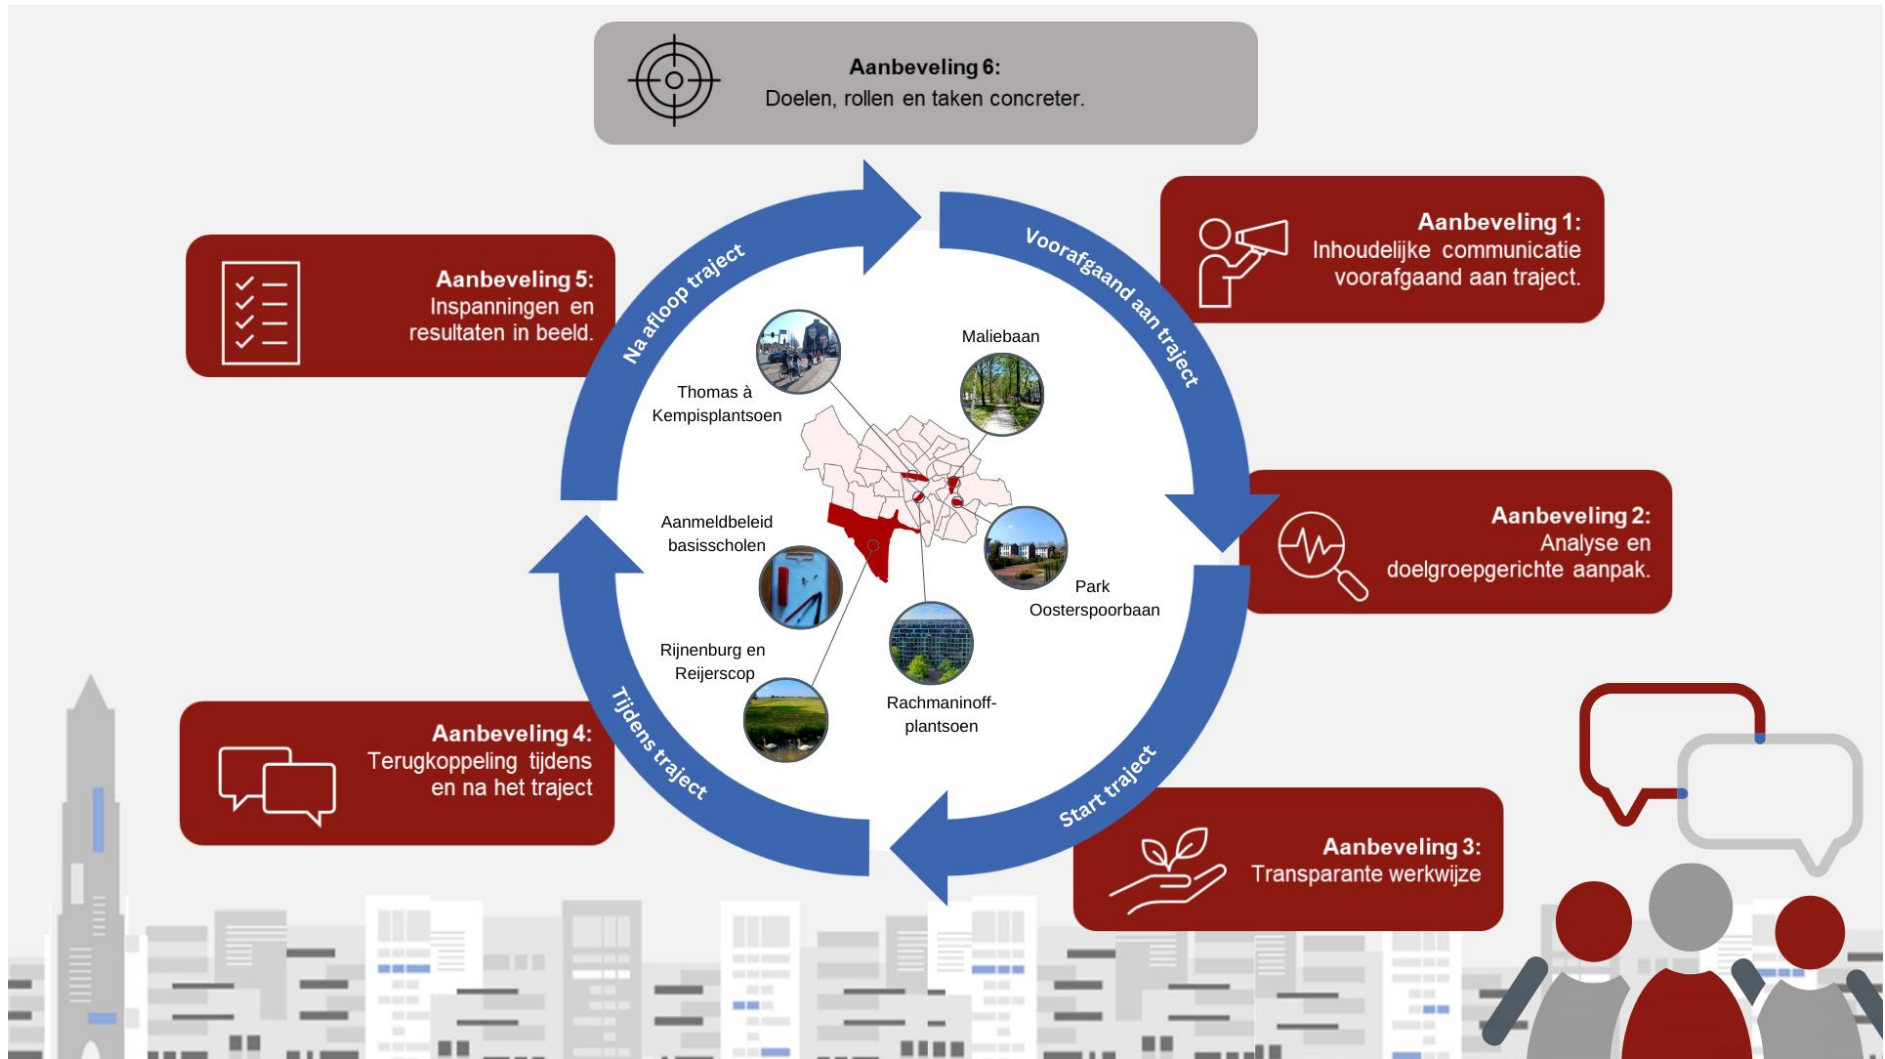 Aanbeveling 6:
Doelen, rollen en taken concreter.
Aanbeveling 1:
Inhoudelijke communicatie
voorafgaand aan traject.
Aanbeveling 2:
Analyse en
doelgroepgerichte aanpak.
Aanbeveling 3:
Transparante werkwijze
Aanbeveling 4:
Terugkoppeling tijdens
en na het traject
Aanbeveling 5:
Inspanningen en
resultaten in beeld.
Voorafgaand aan traject
Start traject
Tijdens traject
Na afloop traject
Thomas à
Kempisplantsoen
Maliebaan
Aanmeldbeleid
basisscholen
Park
Oosterspoorbaan
Rijnenburg en
Reijerscop
Rachmaninoff-
plantsoen